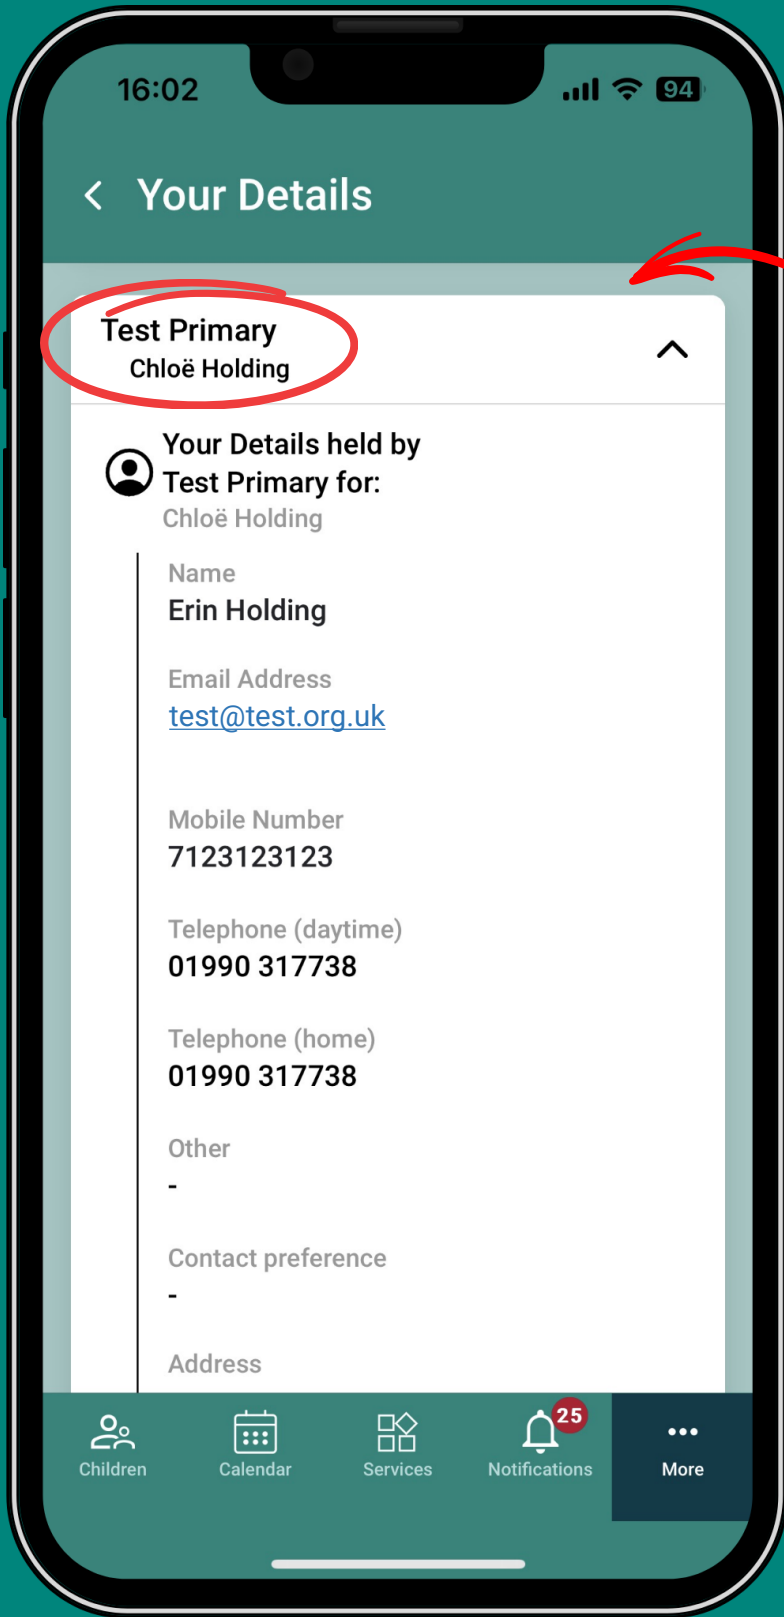 16:02
94
Your Details
Test Primary
Chloë Holding
Your Details held by
Test Primary for:
Chloë Holding
Name
Erin Holding
Email Address
test@test.org.uk
Mobile Number
7123123123
Telephone (daytime)
01990 317738
Telephone (home)
01990 317738
Other
-
Contact preference
-
Address
25
Children
Calendar
Services
Notifications
More